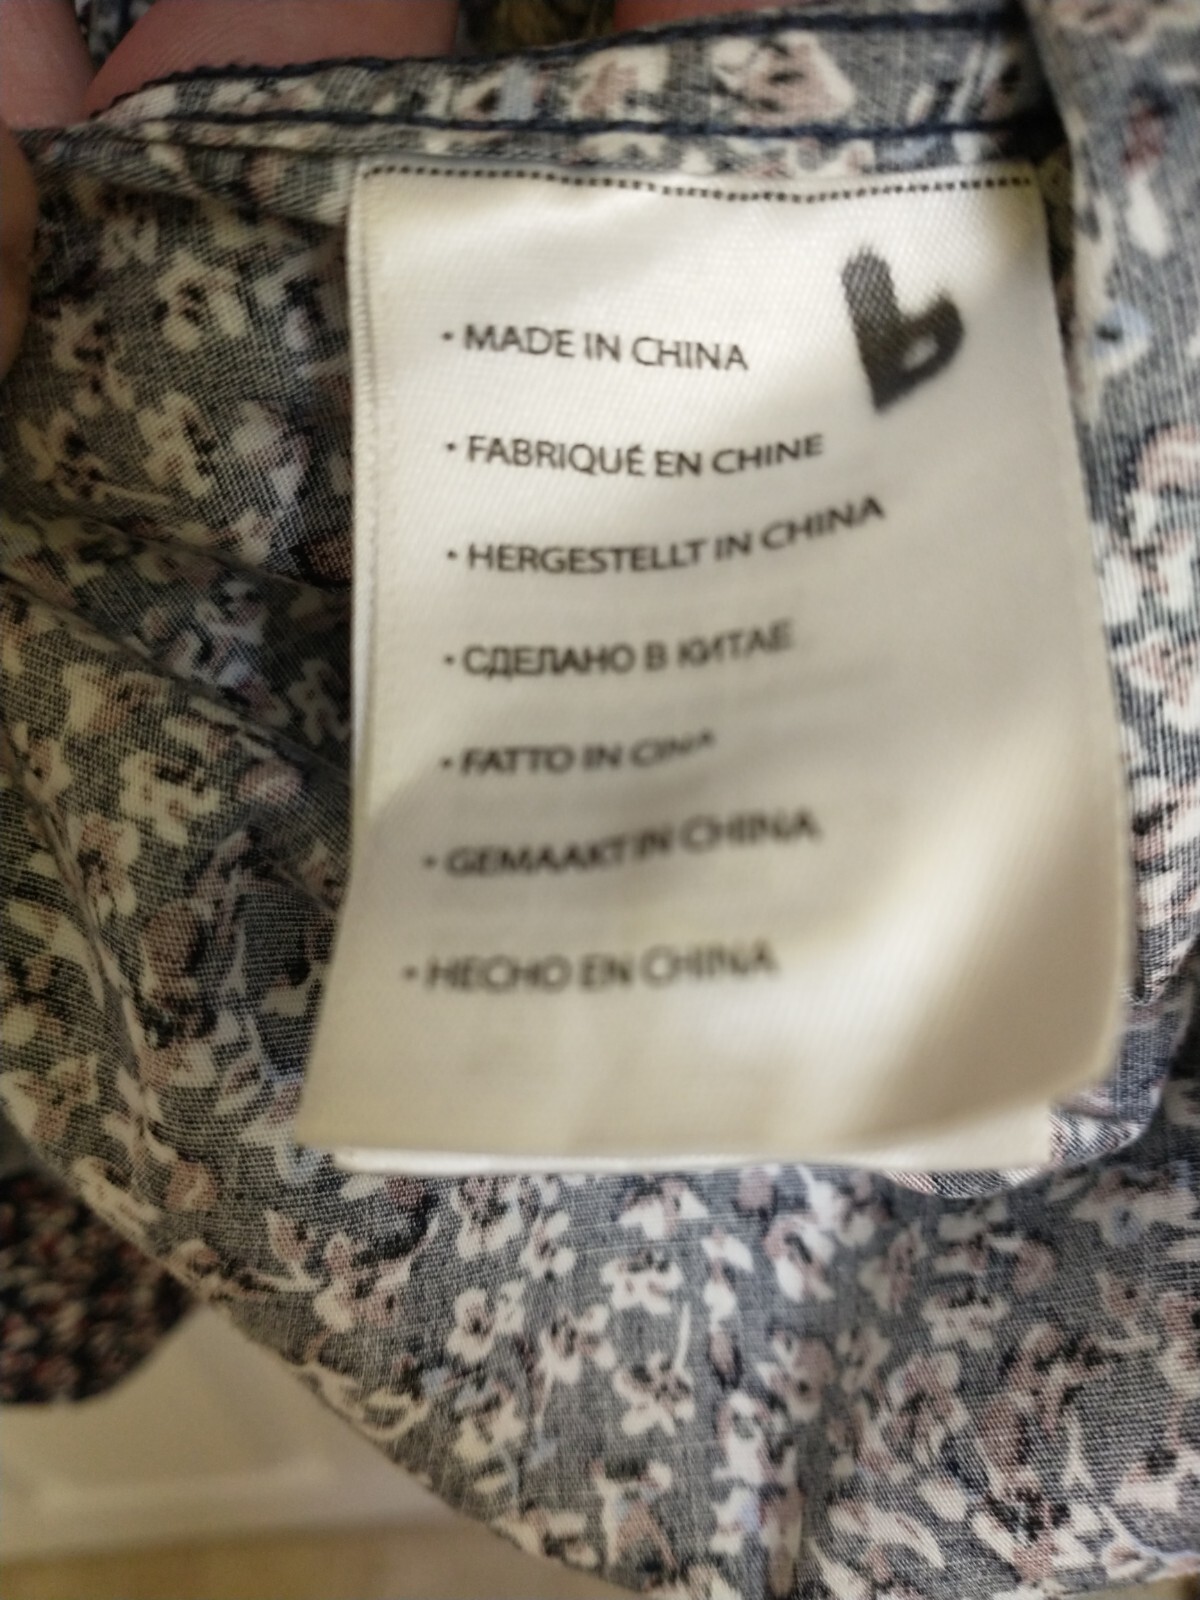 • MADE IN CHINA
• FABRIQUÉ EN CHINE
• HERGESTELLT IN CHINA
• СДЕЛАНО В КИТАЕ
• FATTO IN CINA
• GEMAAKT IN CHINA
• HECHO EN CHINA